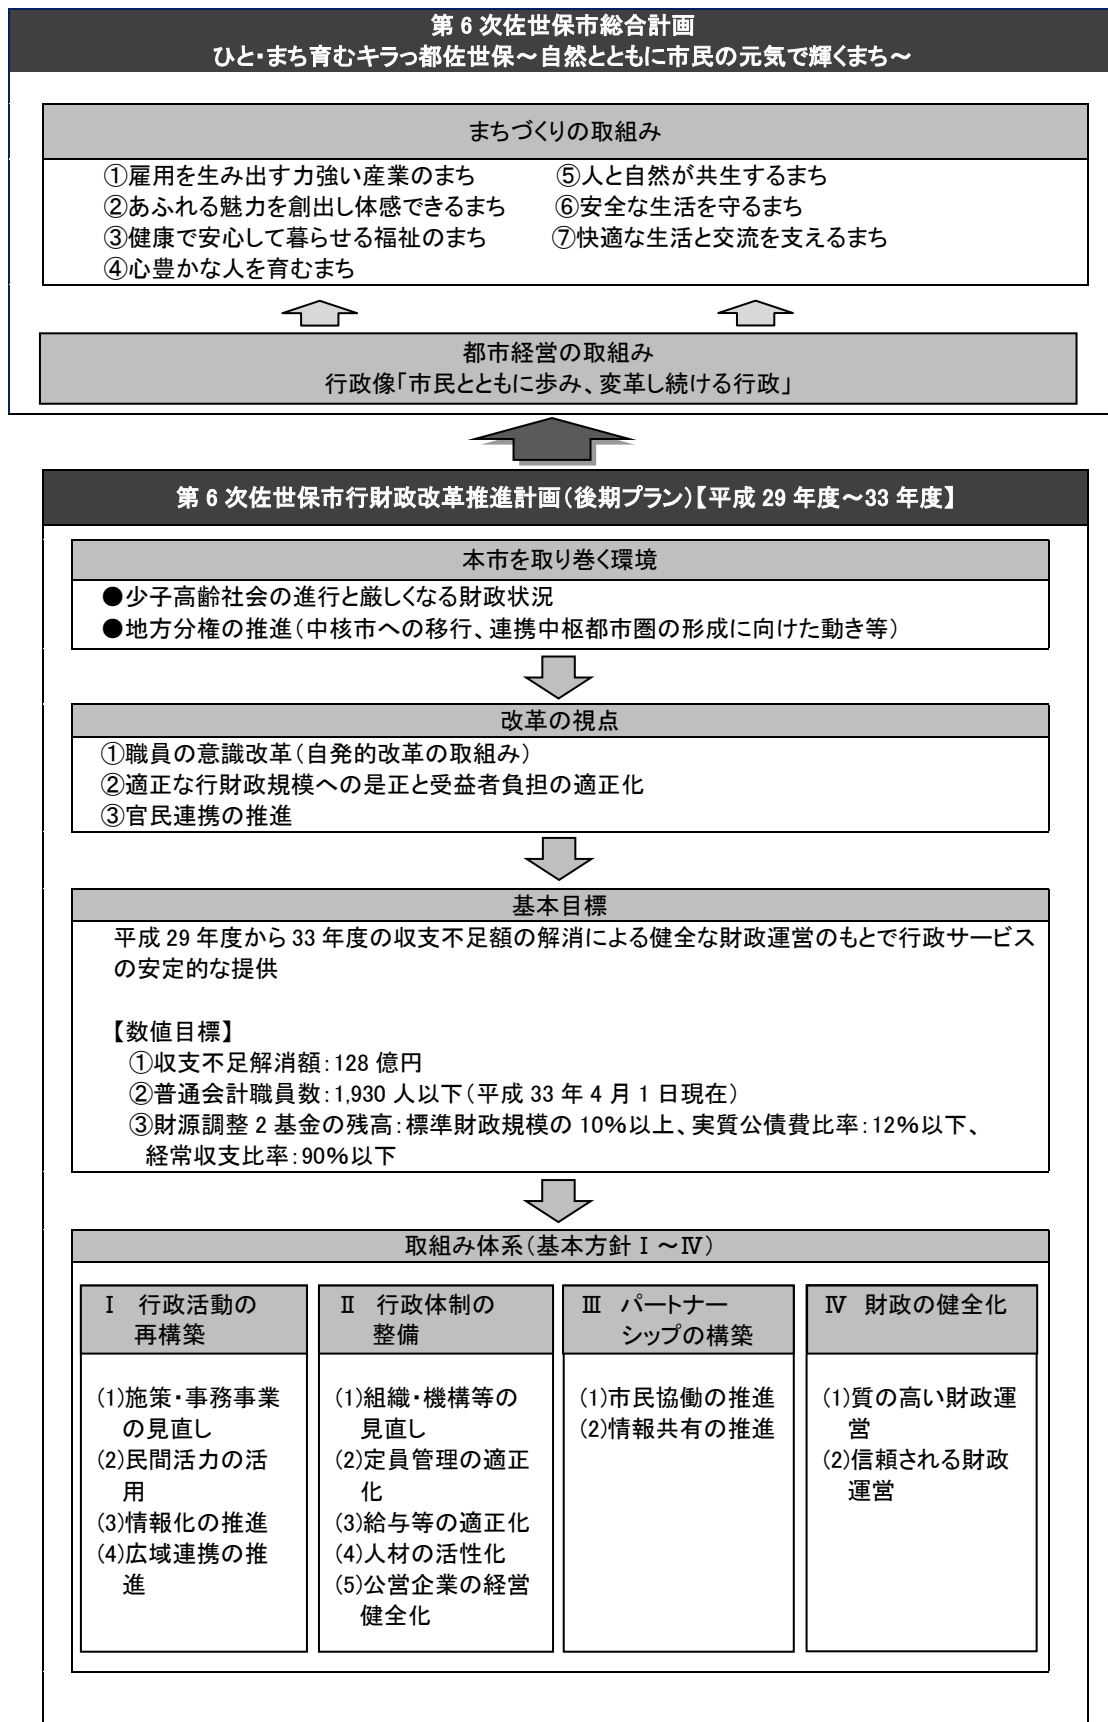 第6次佐世保市総合計画
ひと・まち育むキラっ都佐世保～自然とともに市民の元気で輝くまち～
まちづくりの取組み
①雇用を生み出す力強い産業のまち
②あふれる魅力を創出し体感できるまち
③健康で安心して暮らせる福祉のまち
④心豊かな人を育むまち
⑤人と自然が共生するまち
⑥安全な生活を守るまち
⑦快適な生活と交流を支えるまち
都市経営の取組み
行政像「市民とともに歩み、変革し続ける行政」
第6次佐世保市行財政改革推進計画（後期プラン）【平成29年度～33年度】
本市を取り巻く環境
●少子高齢社会の進行と厳しくなる財政状況
●地方分権の推進（中核市への移行、連携中枢都市圏の形成に向けた動き等）
改革の視点
①職員の意識改革（自発的改革の取組み）
②適正な行財政規模への是正と受益者負担の適正化
③官民連携の推進
基本目標
平成29年度から33年度の収支不足額の解消による健全な財政運営のもとで行政サービス
の安定的な提供
【数値目標】
①収支不足解消額：128億円
②普通会計職員数：1,930人以下（平成33年4月1日現在）
③財源調整2基金の残高：標準財政規模の10％以上、実質公債費比率：12％以下、
経常収支比率：90％以下
取組み体系（基本方針Ⅰ～Ⅳ）
Ⅰ 行政活動の
再構築
(1)施策・事務事業
の見直し
(2)民間活力の活
用
(3)情報化の推進
(4)広域連携の推
進
Ⅱ 行政体制の
整備
(1)組織・機構等の
見直し
(2)定員管理の適正
化
(3)給与等の適正化
(4)人材の活性化
(5)公営企業の経営
健全化
Ⅲ パートナー
シップの構築
(1)市民協働の推進
(2)情報共有の推進
Ⅳ 財政の健全化
(1)質の高い財政運
営
(2)信頼される財政
運営